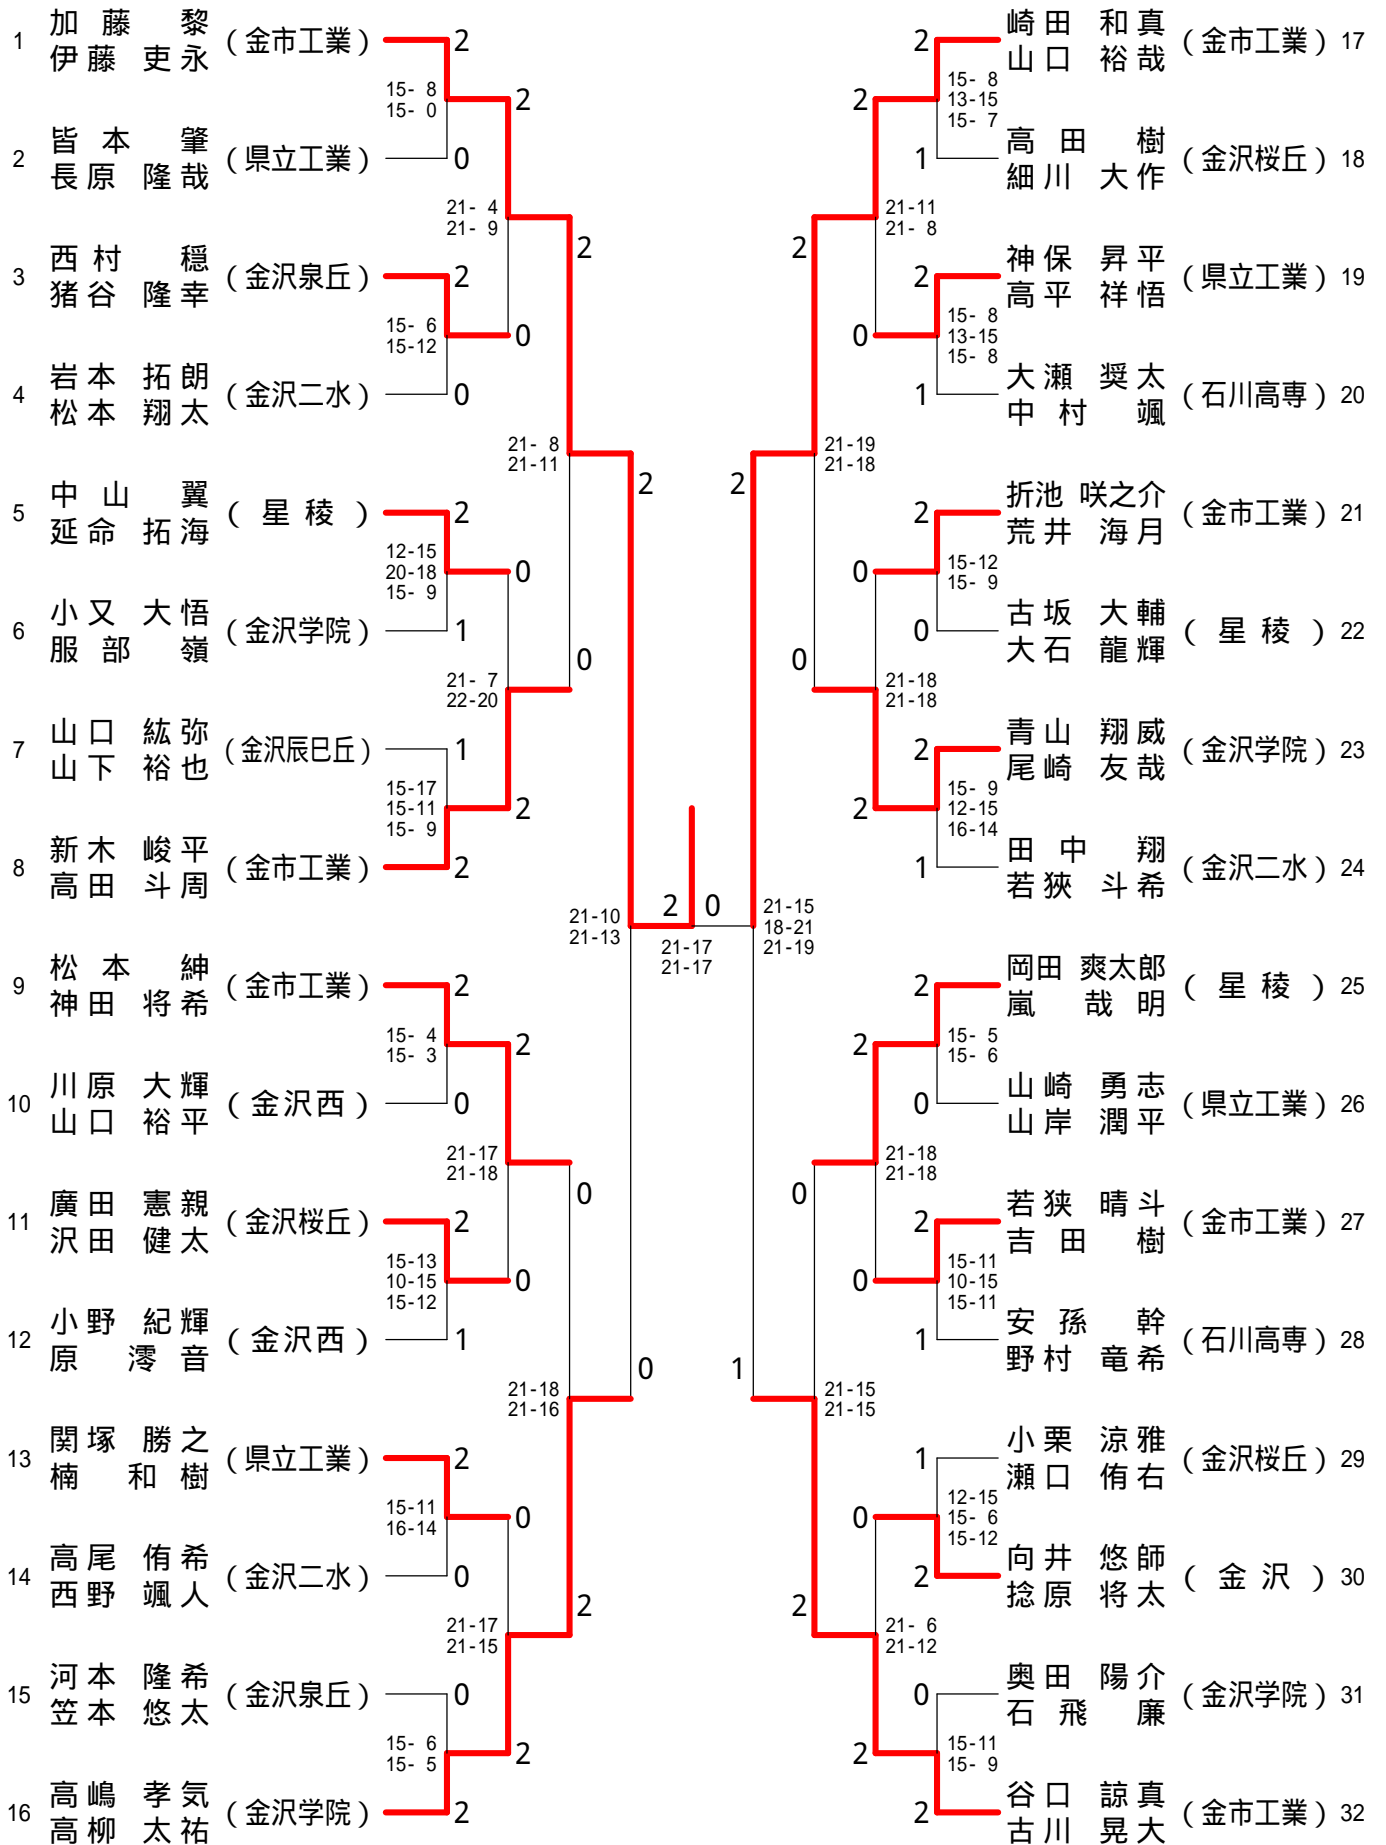 1 加藤 黎 (金市工業) 2
伊藤 吏永
15- 8
15- 0
2
2 皆本 肇 (県立工業) 0
長原 隆哉
21- 4
21- 9
2
3 西村 穏 (金沢泉丘) 2
猪谷 隆幸
15- 6
15-12
0
4 岩本 拓朗 (金沢二水) 0
松本 翔太
21- 8
21-11
2
5 中山 翼 (星稜) 2
延命 拓海
12-15
20-18
15- 9
0
6 小又 大悟 (金沢学院) 1
服部 嶺
21- 7
22-20
0
7 山口 紘弥 (金沢辰巳丘) 1
山下 裕也
15-17
15-11
15- 9
2
8 新木 峻平 (金市工業) 2
高田 斗周
21-10
21-13
2 0
21-17
21-17
9 松本 紳 (金市工業) 2
神田 将希
15- 4
15- 3
2
10 川原 大輝 (金沢西) 0
山口 裕平
21-17
21-18
0
11 廣田 憲親 (金沢桜丘) 2
沢田 健太
15-13
10-15
15-12
0
12 小野 紀輝 (金沢西) 1
原 澪音
21-18
21-16
0
13 関塚 勝之 (県立工業) 2
楠 和樹
15-11
16-14
0
14 高尾 侑希 (金沢二水) 0
西野 颯人
21-17
21-15
2
15 河本 隆希 (金沢泉丘) 0
笠本 悠太
15- 6
15- 5
2
16 高嶋 孝気 (金沢学院) 2
高柳 太祐
2 崎田 和真 (金市工業) 17
山口 裕哉
2
15- 8
13-15
15- 7
1 高田 樹 (金沢桜丘) 18
細川 大作
2
21-11
21- 8
2 神保 昇平 (県立工業) 19
高平 祥悟
0
15- 8
13-15
15- 8
1 大瀬 奨太 (石川高専) 20
中村 颯
2
21-19
21-18
2 折池 咲之介 (金市工業) 21
荒井 海月
0
15-12
15- 9
0 古坂 大輔 (星稜) 22
大石 龍輝
0
21-18
21-18
2 青山 翔威 (金沢学院) 23
尾崎 友哉
2
15- 9
12-15
16-14
1 田中 翔 (金沢二水) 24
若狹 斗希
21-15
18-21
21-19
2 岡田 爽太郎 (星稜) 25
嵐 哉明
2
15- 5
15- 6
0 山崎 勇志 (県立工業) 26
山岸 潤平
0
21-18
21-18
2 若狭 晴斗 (金市工業) 27
吉田 樹
0
15-11
10-15
15-11
1 安孫 幹 (石川高専) 28
野村 竜希
1
21-15
21-15
1 小栗 涼雅 (金沢桜丘) 29
瀬口 侑右
0
12-15
15- 6
15-12
2 向井 悠師 (金沢) 30
捻原 将太
2
21- 6
21-12
0 奥田 陽介 (金沢学院) 31
石飛 廉
2
15-11
15- 9
2 谷口 諒真 (金市工業) 32
古川 晃大